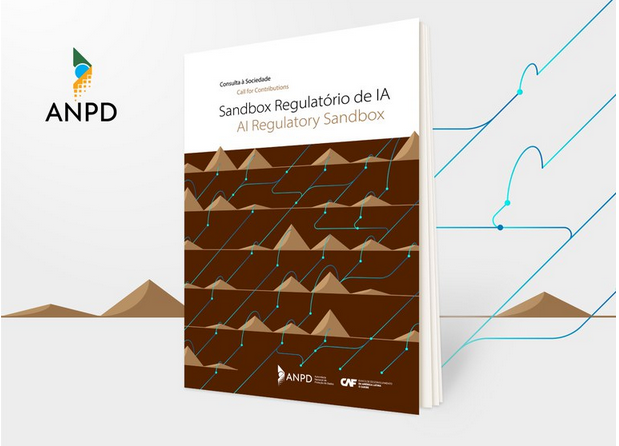 ANPD
Consulta à Sociedade
Call for Contributions
Sandbox Regulatório de IA
AI Regulatory Sandbox
ANPD
CAF